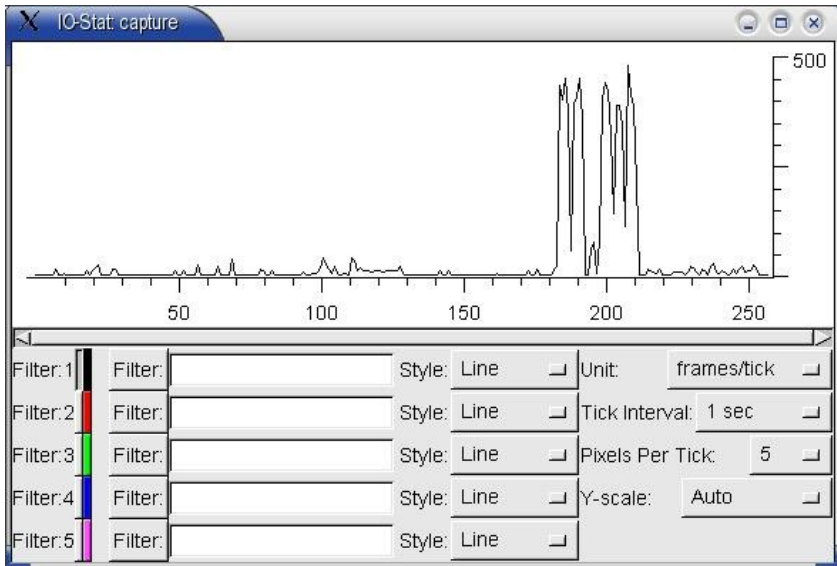 X IO-Stat: capture
500
50 100 150 200 250
Filter:1 Filter: Style: Line Unit: frames/tick
Filter:2 Filter: Style: Line Tick Interval: 1 sec
Filter:3 Filter: Style: Line Pixels Per Tick: 5
Filter:4 Filter: Style: Line Y-scale: Auto
Filter:5 Filter: Style: Line